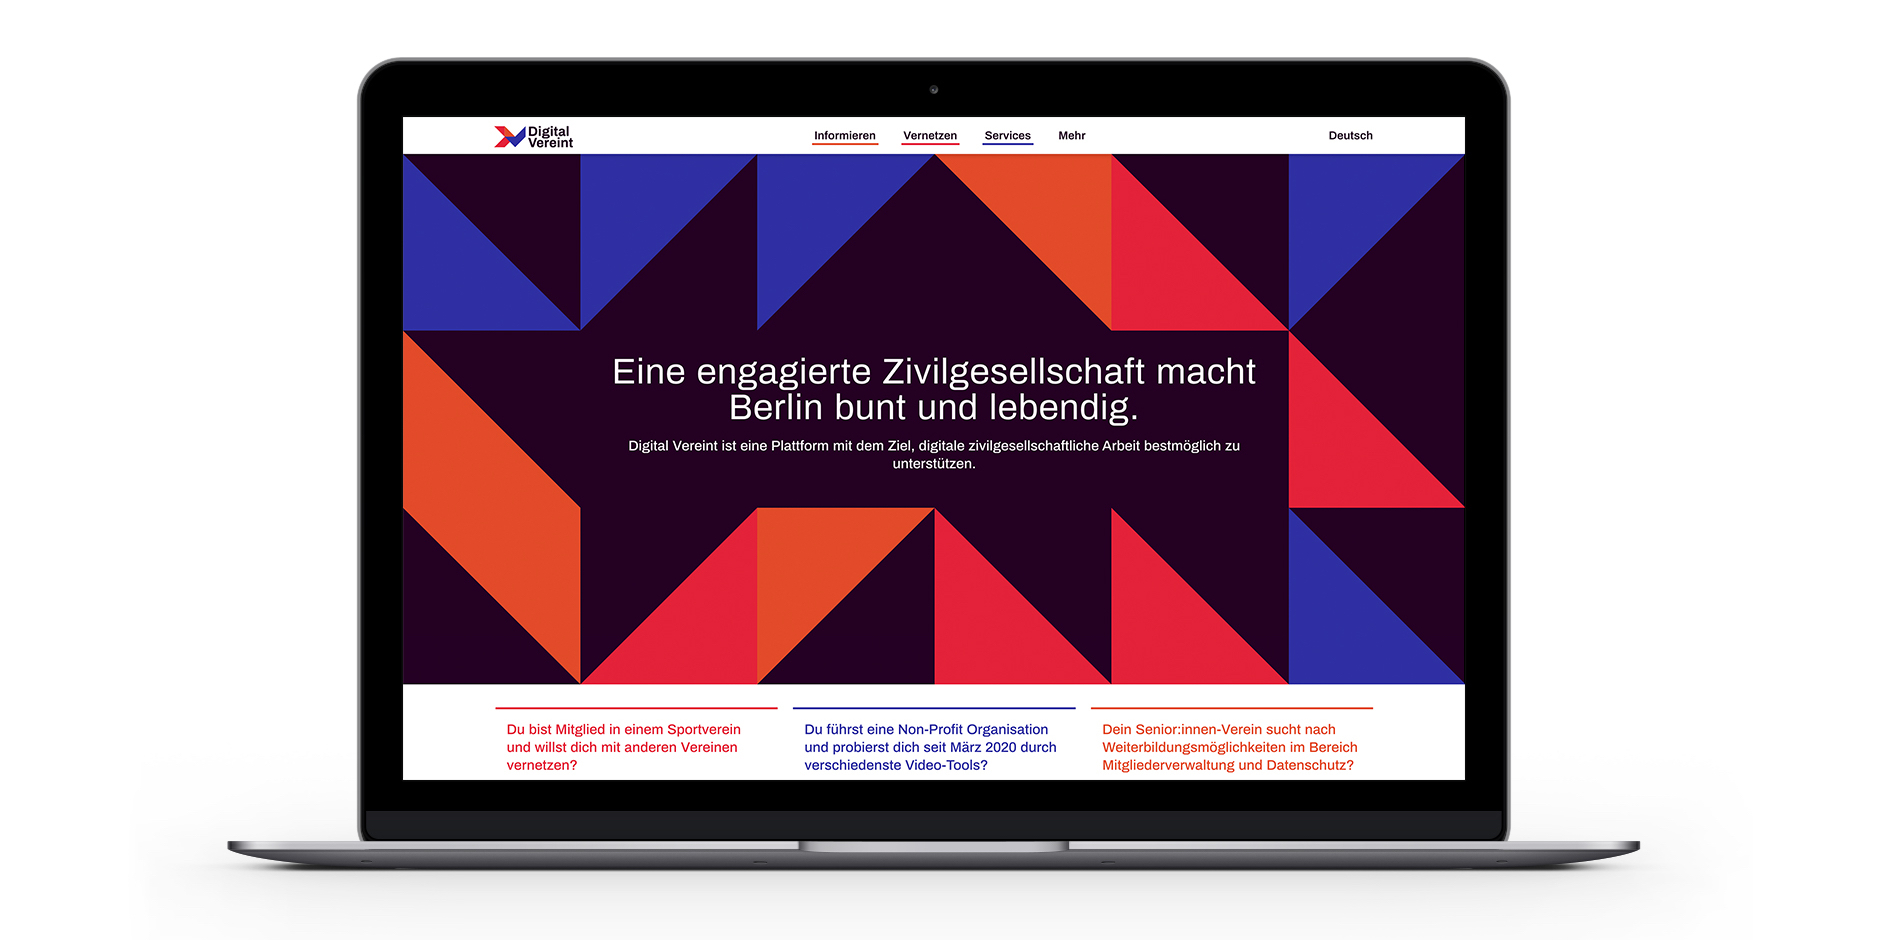 Digital
Vereint
Informieren
Vernetzen
Services
Mehr
Deutsch
Eine engagierte Zivilgesellschaft macht
Berlin bunt und lebendig.
Digital Vereint ist eine Plattform mit dem Ziel, digitale zivilgesellschaftliche Arbeit bestmöglich zu
unterstützen.
Du bist Mitglied in einem Sportverein
und willst dich mit anderen Vereinen
vernetzen?
Du führst eine Non-Profit Organisation
und probierst dich seit März 2020 durch
verschiedenste Video-Tools?
Dein Senior:innen-Verein sucht nach
Weiterbildungsmöglichkeiten im Bereich
Mitgliederverwaltung und Datenschutz?